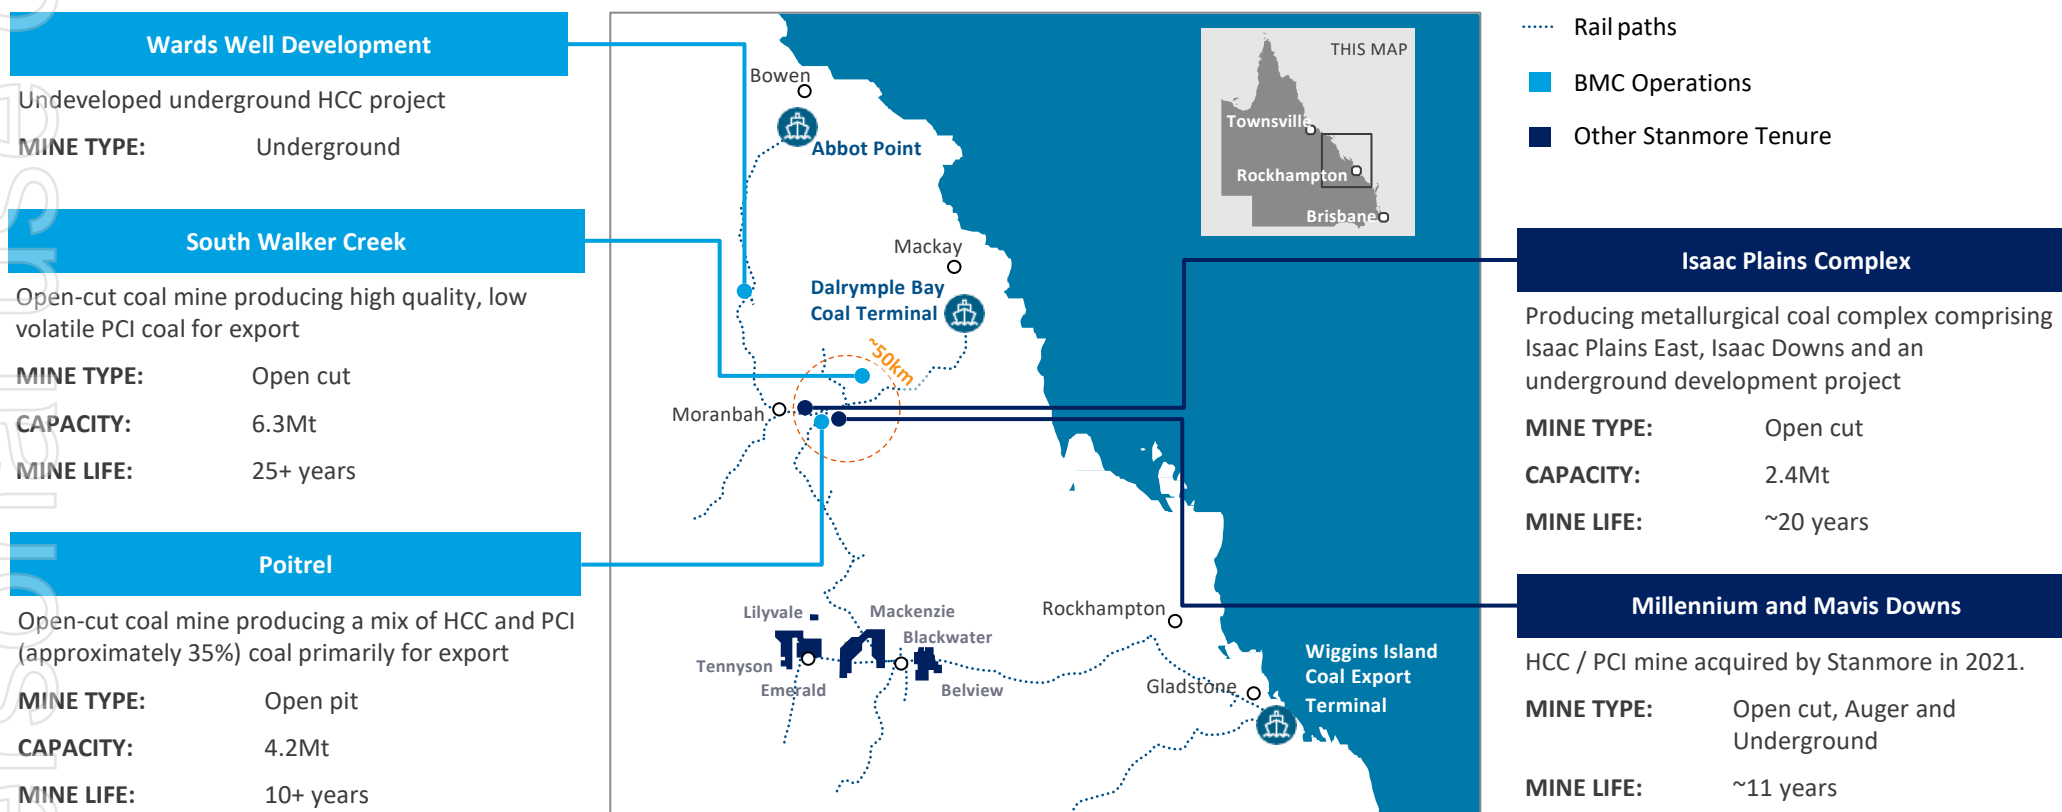 Wards Well Development
Undeveloped underground HCC project
MINE TYPE: Underground
South Walker Creek
Open-cut coal mine producing high quality, low
volatile PCI coal for export
MINE TYPE: Open cut
CAPACITY: 6.3Mt
MINE LIFE: 25+ years
Poitrel
Open-cut coal mine producing a mix of HCC and PCI
(approximately 35%) coal primarily for export
MINE TYPE: Open pit
CAPACITY: 4.2Mt
MINE LIFE: 10+ years
Bowen
Abbot Point
Mackay
Dalrymple Bay
Coal Terminal
~50km
Moranbah
Lilyvale
Mackenzie
Blackwater
Tennyson
Emerald
Belview
Rockhampton
Gladstone
Wiggins Island
Coal Export
Terminal
THIS MAP
Townsville
Rockhampton
Brisbane
Rail paths
BMC Operations
Other Stanmore Tenure
Isaac Plains Complex
Producing metallurgical coal complex comprising
Isaac Plains East, Isaac Downs and an
underground development project
MINE TYPE: Open cut
CAPACITY: 2.4Mt
MINE LIFE: ~20 years
Millennium and Mavis Downs
HCC / PCI mine acquired by Stanmore in 2021.
MINE TYPE: Open cut, Auger and
Underground
MINE LIFE: ~11 years